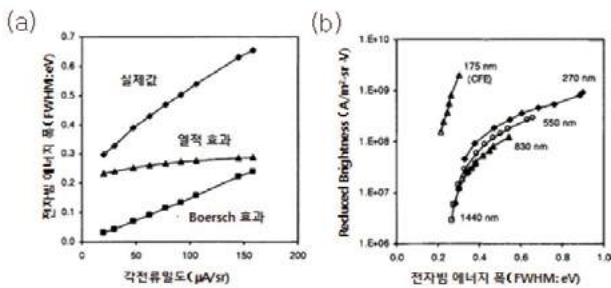 (a)
전자빔 에너지 폭(FWHM:eV)
0.7
0.6
0.5
0.4
0.3
0.2
0.1
0.0
실제값
열적 효과
Boersch 효과
0 50 100 150 200
각전류밀도(μA/sr)
(b)
Reduced Brightness (A/m²-sr-V)
1.E+10
1.E+09
1.E+08
1.E+07
1.E+06
175 nm
(CFE)
270 nm
550 nm
830 nm
1440 nm
0.0 0.2 0.4 0.6 0.8 1.0
전자빔 에너지 폭(FWHM:eV)